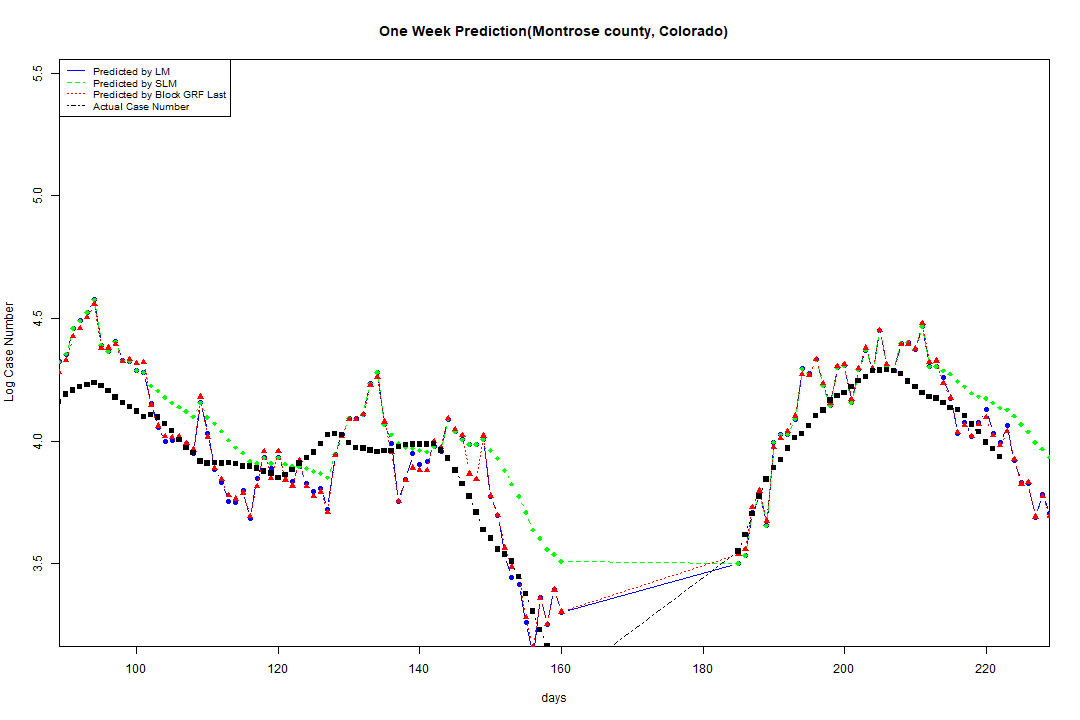 One Week Prediction(Montrose county, Colorado)
Predicted by LM
Predicted by SLM
Predicted by Block GRF Last
Actual Case Number
Log Case Number
5.5
5.0
4.5
4.0
3.5
100 120 140 160 180 200 220
days